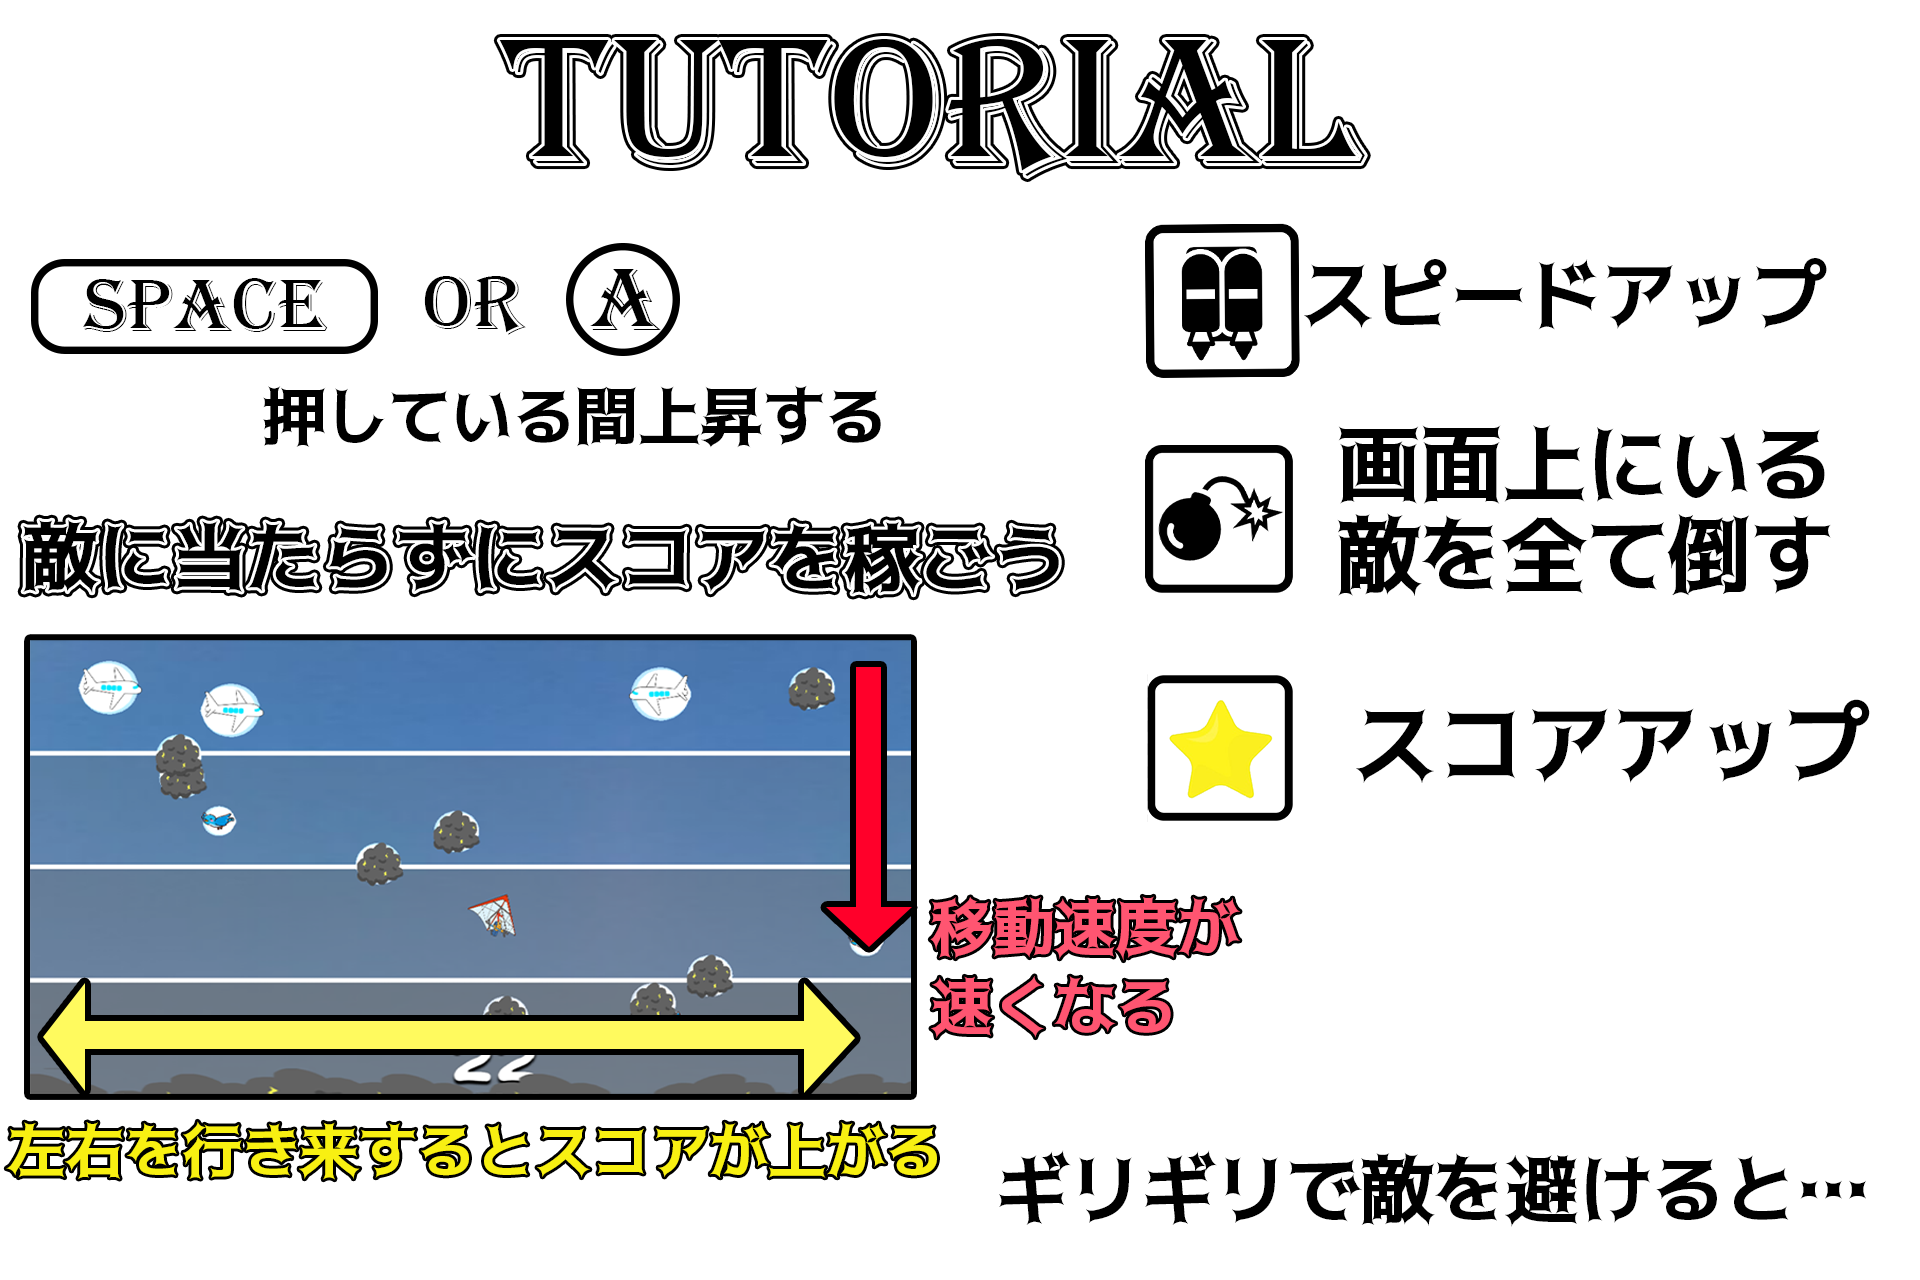 TUTORIAL
SPACE OR A
押している間上昇する
敵に当たらずにスコアを稼ごう
22
移動速度が
速くなる
左右を行き来するとスコアが上がる
スピードアップ
画面上にいる
敵を全て倒す
スコアアップ
ギリギリで敵を避けると…